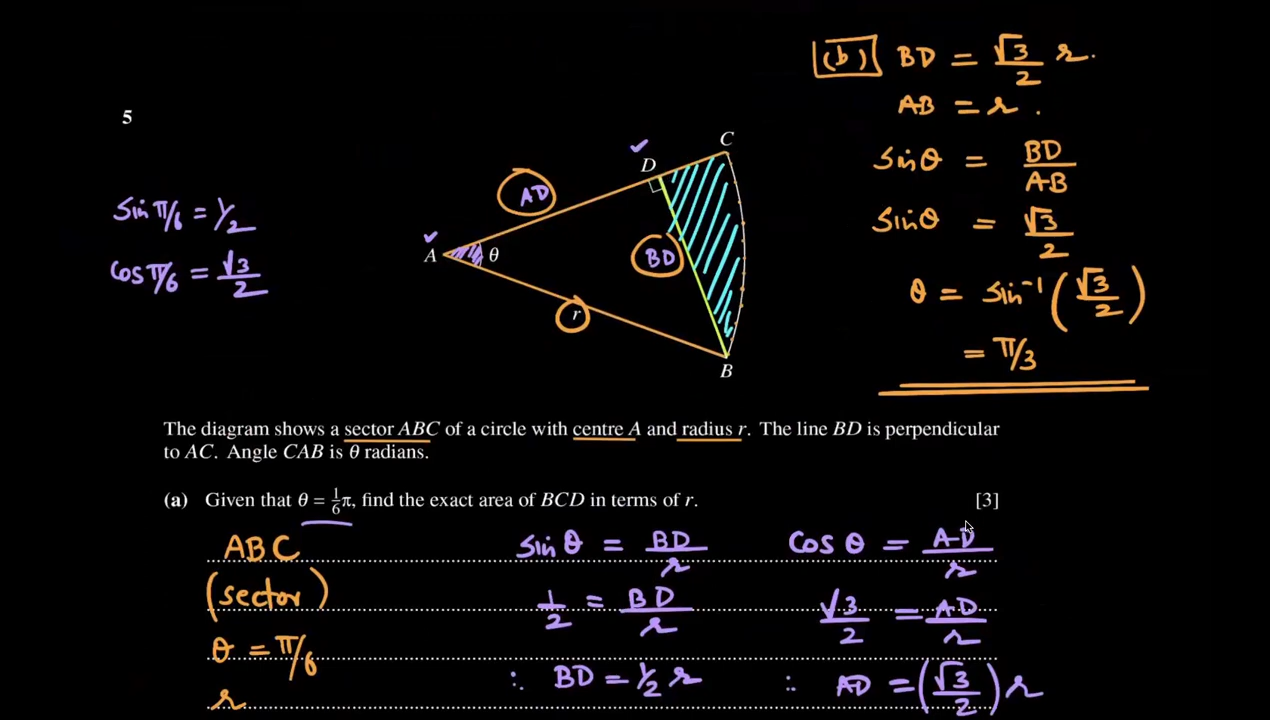 (b) BD = √3/2 r.
AB = r.
sinθ = BD/AB
sinθ = √3/2
θ = sin⁻¹(√3/2)
= π/3
5
sin π/6 = 1/2
cos π/6 = √3/2
C
D
AD
A
θ
BD
r
B
The diagram shows a sector ABC of a circle with centre A and radius r. The line BD is perpendicular
to AC. Angle CAB is θ radians.
(a) Given that θ = 1/6π, find the exact area of BCD in terms of r. [3]
ABC
(sector)
θ = π/6
r
sinθ = BD/r
1/2 = BD/r
∴ BD = 1/2 r
cosθ = AD/r
√3/2 = AD/r
∴ AD = (√3/2) r